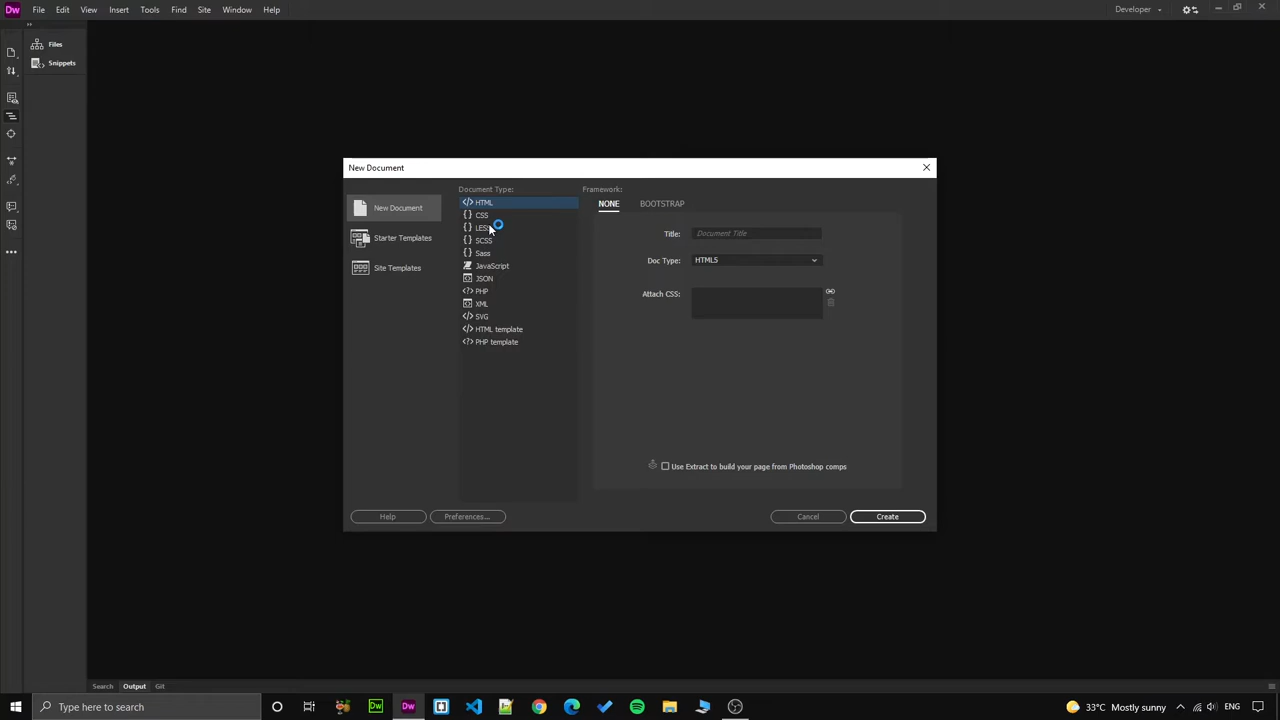 Dw File Edit View Insert Tools Find Site Window Help Developer
Files
Snippets
New Document
Document Type: Framework:
New Document
Starter Templates
Site Templates
HTML
CSS
LESS
SCSS
Sass
JavaScript
JSON
PHP
XML
SVG
HTML template
PHP template
NONE BOOTSTRAP
Title: Document Title
Doc Type: HTML5
Attach CSS:
Use Extract to build your page from Photoshop comps
Help Preferences... Cancel Create
Search Output Git
Type here to search Dw Dw 33°C Mostly sunny ENG